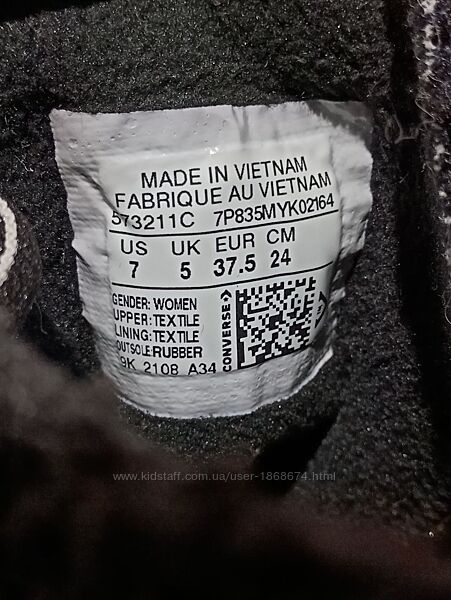 MADE IN VIETNAM
FABRIQUE AU VIETNAM
573211C 7P835MYK02164
US UK EUR CM
7 5 37.5 24
GENDER: WOMEN
UPPER: TEXTILE
LINING: TEXTILE
OUTSOLE: RUBBER
9K 2108 A34
CONVERSE
www.kidstaff.com.ua/user-1868674.html